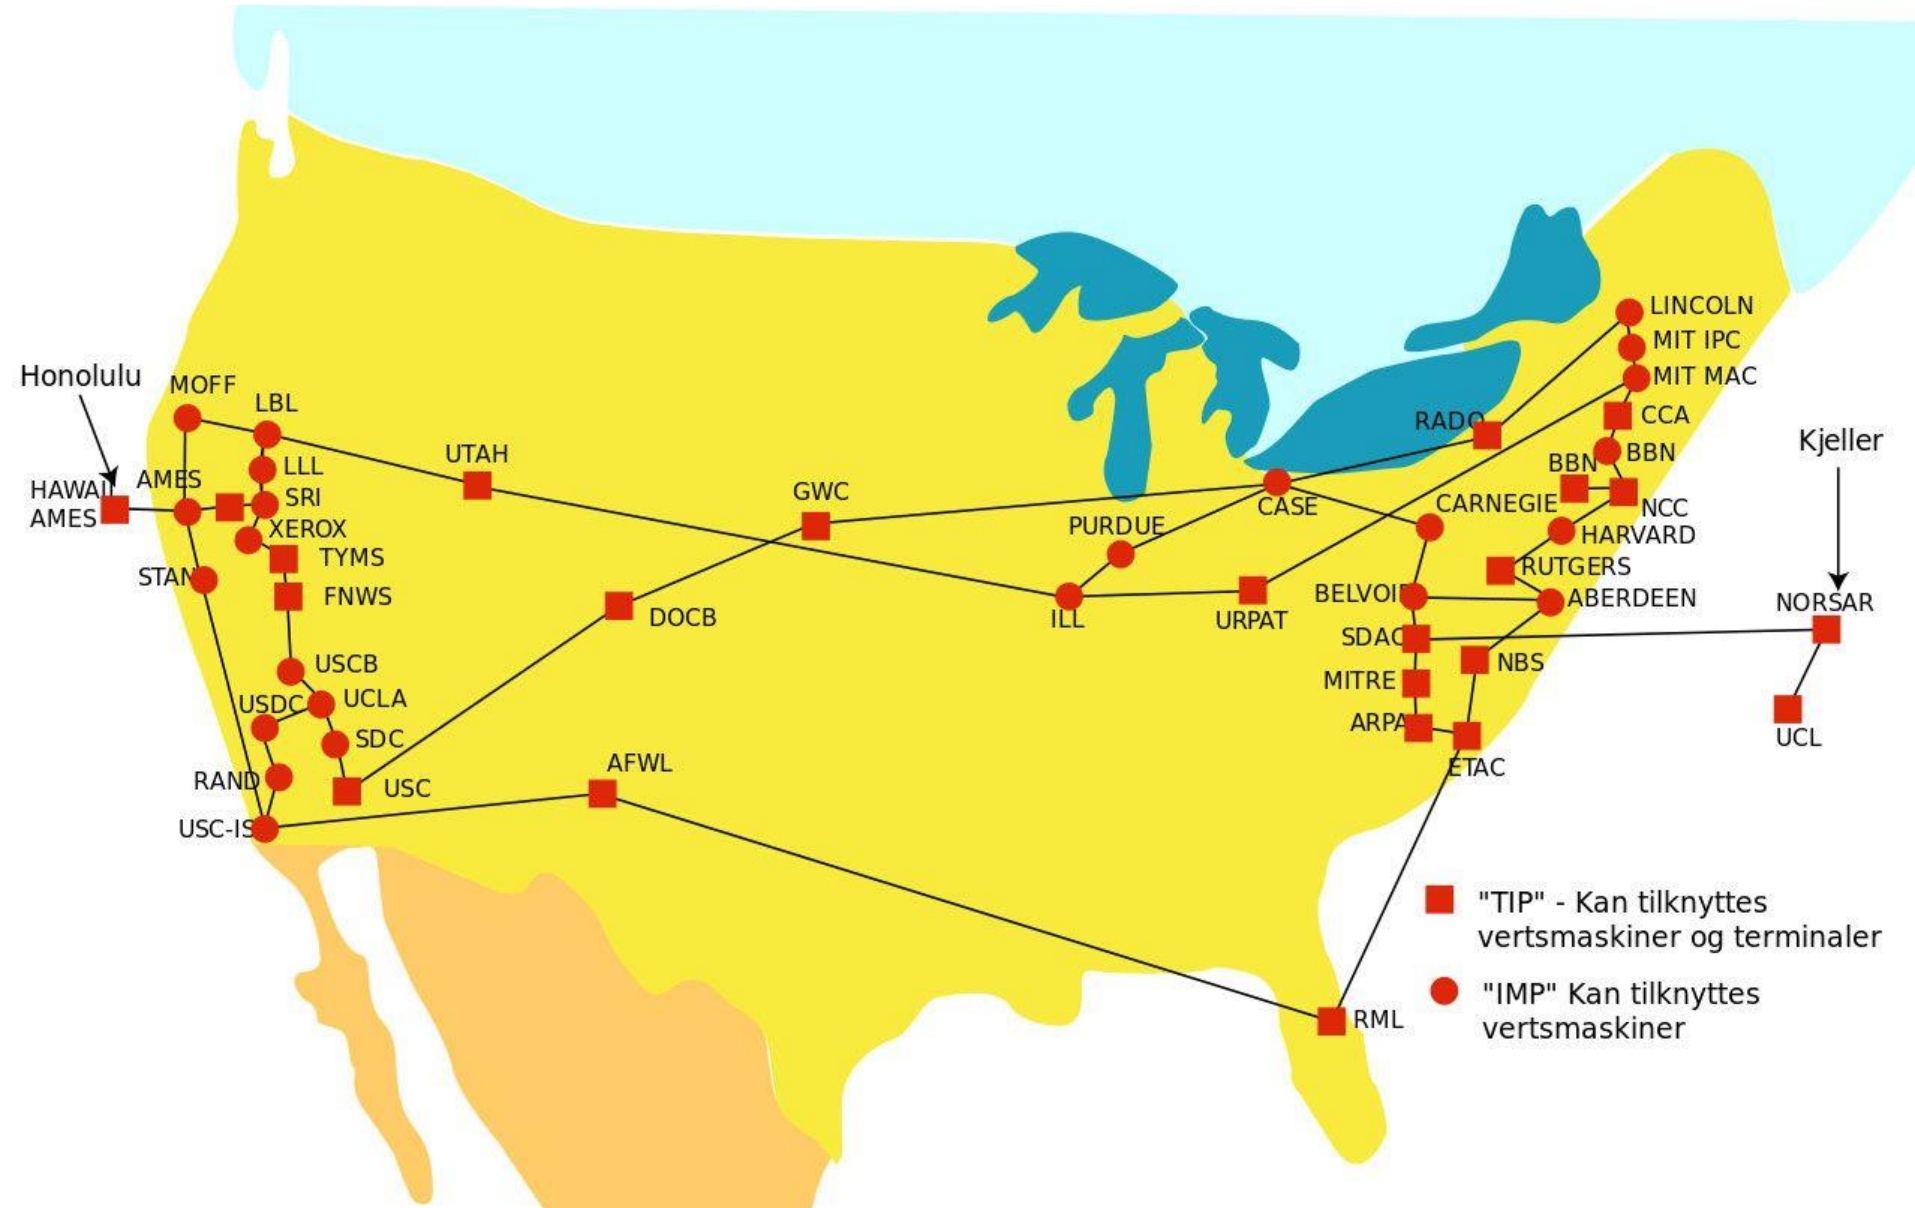 LINCOLN
MIT IPC
MIT MAC
Honolulu
MOFF
LBL
CCA
RADC
Kjeller
UTAH
BBN
BBN
LLL
AMES
HAWAII
AMES
SRI
GWC
CASE
CARNEGIE
NCC
XEROX
PURDUE
HARVARD
TYMS
RUTGERS
STAN
FNWS
BELVOIR
ABERDEEN
NORSAR
DOCB
ILL
URPAT
SDAC
USCB
NBS
MITRE
USDC
UCLA
ARPA
SDC
UCL
AFWL
ETAC
RAND
USC
USC-IS
"TIP" - Kan tilknyttes
vertsmaskiner og terminaler
"IMP" Kan tilknyttes
vertsmaskiner
RML